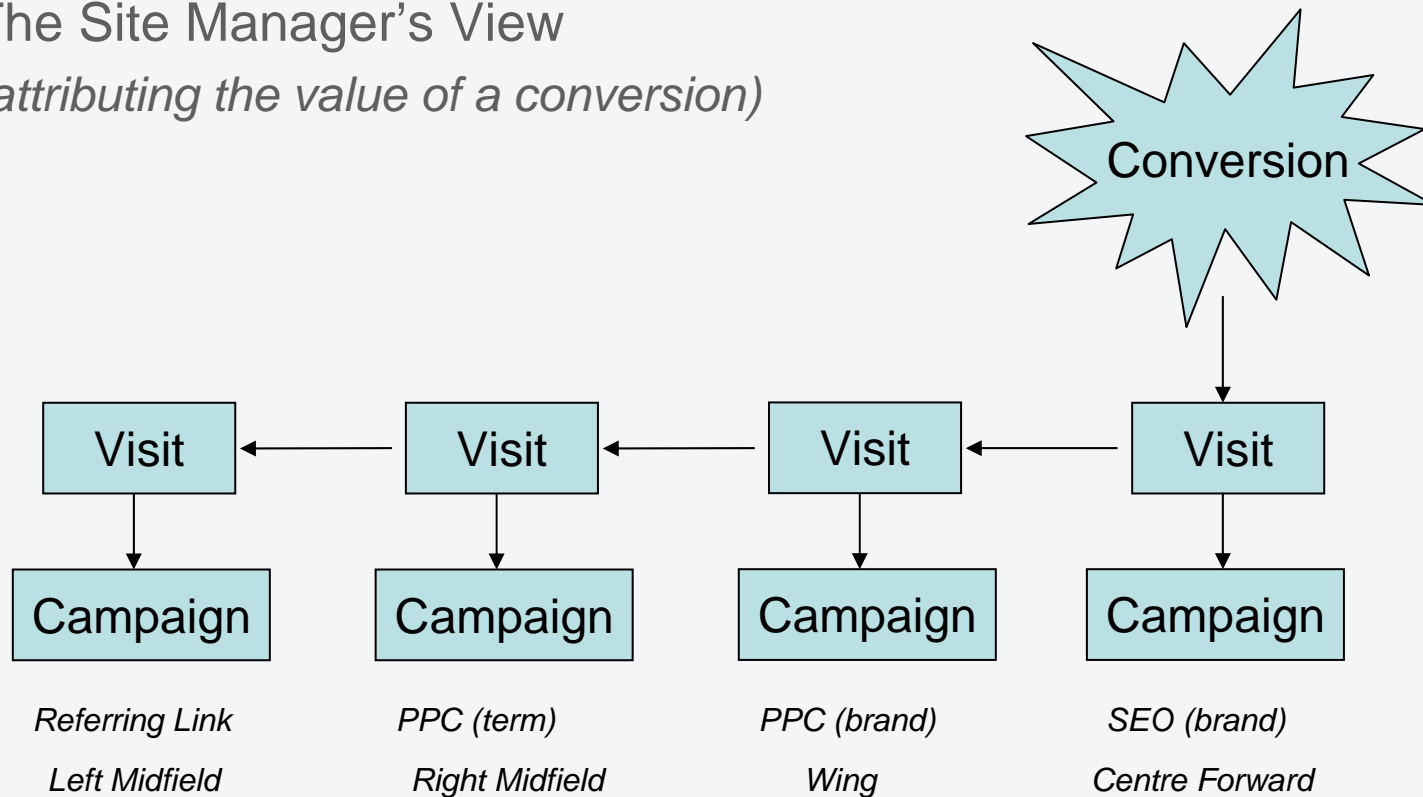 The Site Manager’s View
(attributing the value of a conversion)
Conversion
Visit Visit Visit Visit
Campaign Campaign Campaign Campaign
Referring Link PPC (term) PPC (brand) SEO (brand)
Left Midfield Right Midfield Wing Centre Forward